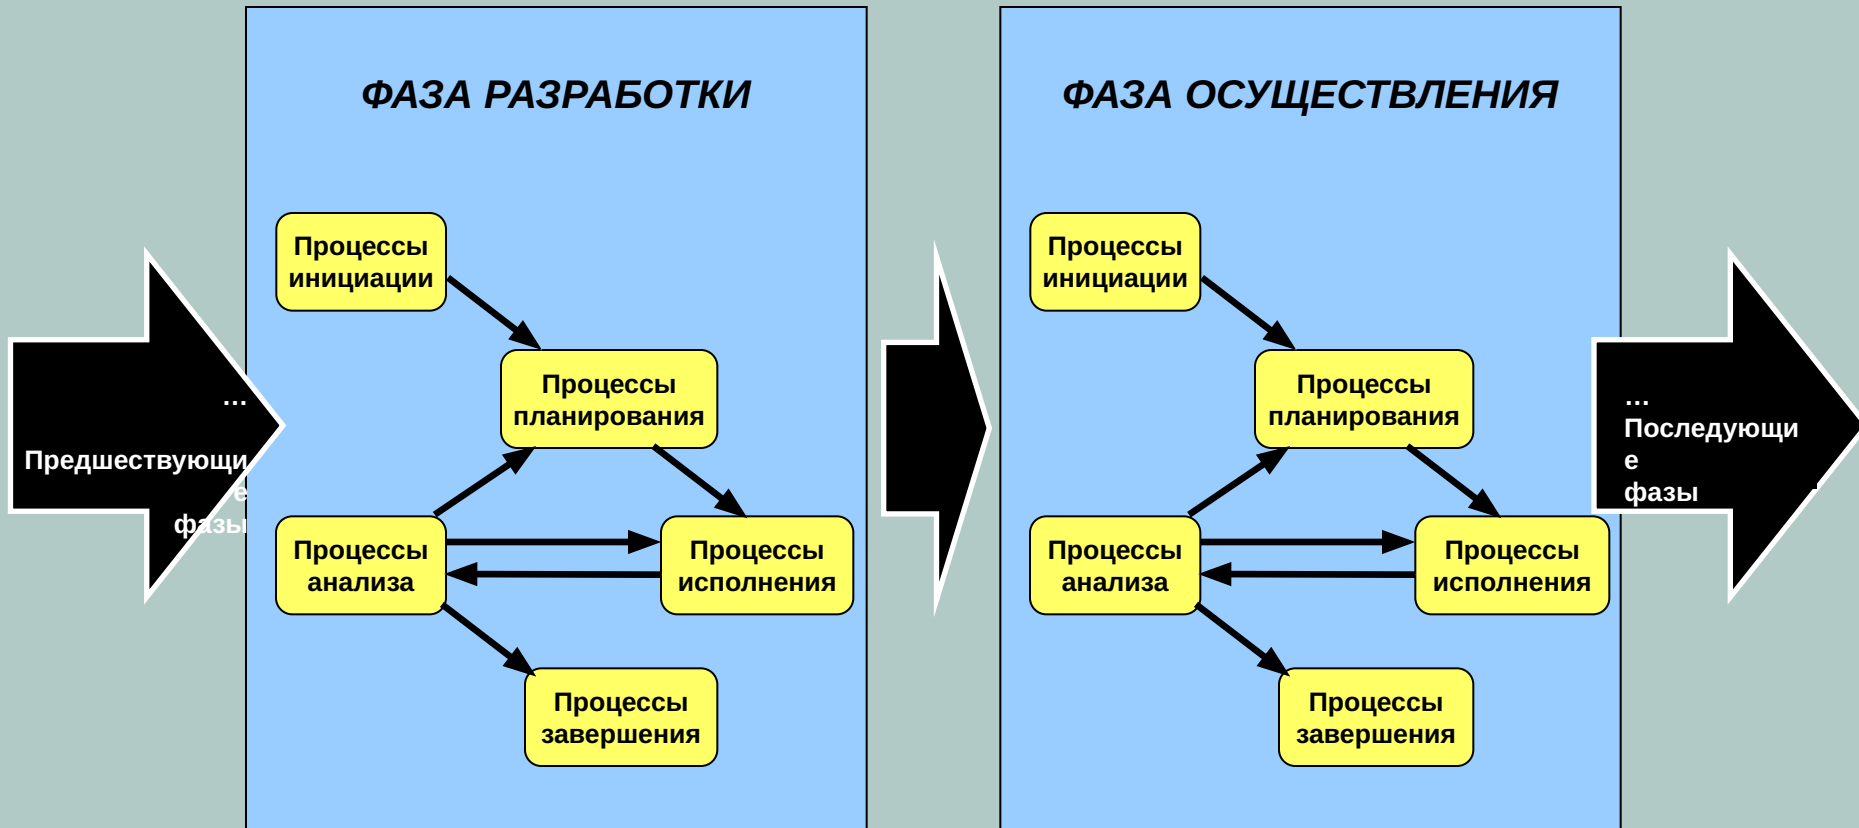 ФАЗА РАЗРАБОТКИ
Процессы
инициации
Процессы
планирования
Процессы
анализа
Процессы
исполнения
Процессы
завершения
ФАЗА ОСУЩЕСТВЛЕНИЯ
Процессы
инициации
Процессы
планирования
Процессы
анализа
Процессы
исполнения
Процессы
завершения
...
Предшествующи
е
фазы
...
Последующи
е
фазы